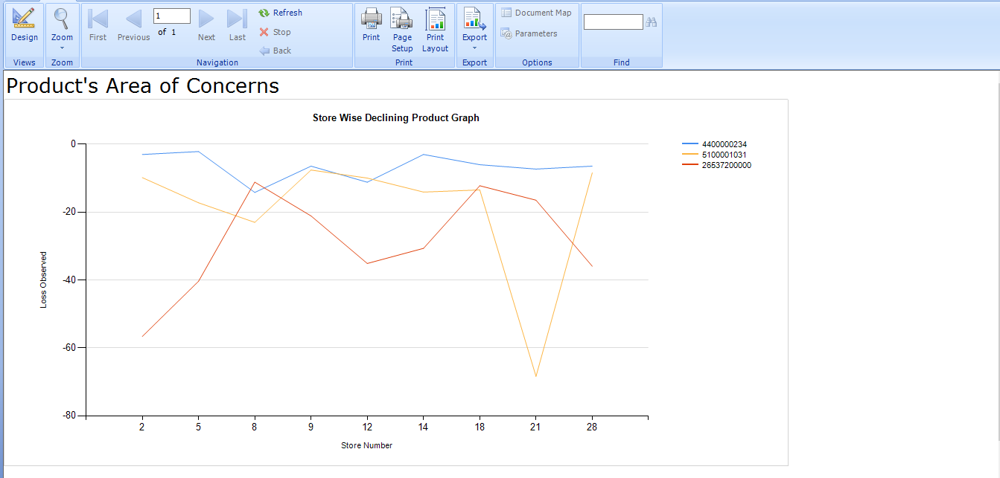 Design
Zoom
First
Previous
1
of 1
Next
Last
Refresh
Stop
Back
Print
Page
Setup
Print
Layout
Export
Document Map
Parameters
Views
Zoom
Navigation
Print
Export
Options
Find
Product's Area of Concerns
Store Wise Declining Product Graph
4400000234
5100001031
26537200000
Loss Observed
0
-20
-40
-60
-80
2 5 8 9 12 14 18 21 28
Store Number